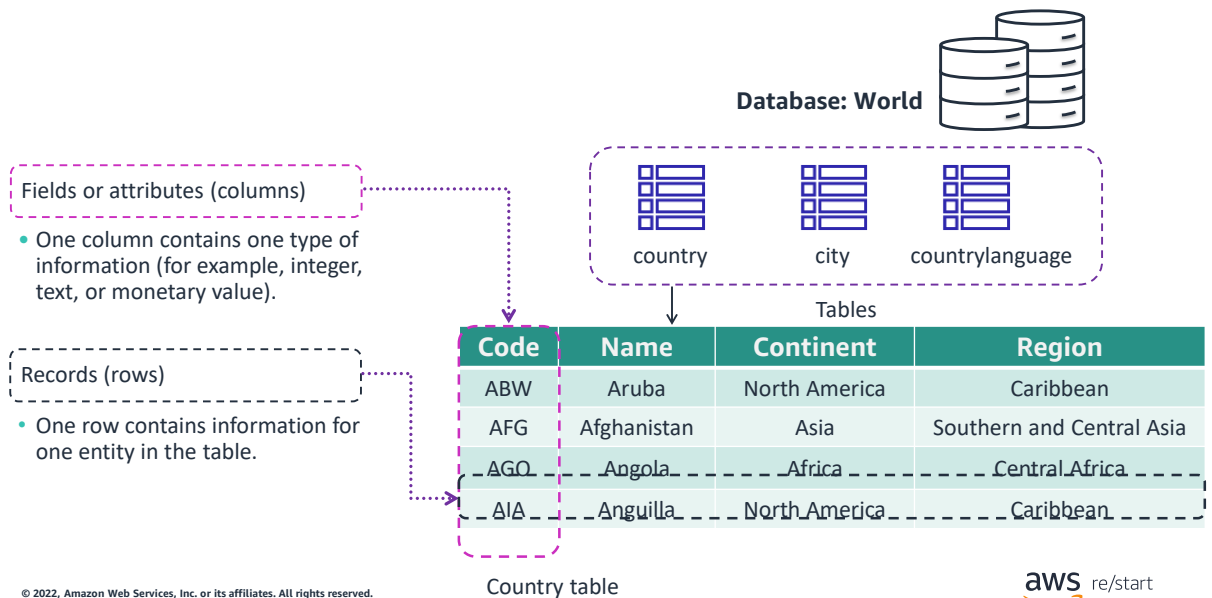 Database: World
country city countrylanguage
Tables
Fields or attributes (columns)
• One column contains one type of
information (for example, integer,
text, or monetary value).
Records (rows)
• One row contains information for
one entity in the table.
Code Name Continent Region
ABW Aruba North America Caribbean
AFG Afghanistan Asia Southern and Central Asia
AGO Angola Africa Central Africa
AIA Anguilla North America Caribbean
Country table
© 2022, Amazon Web Services, Inc. or its affiliates. All rights reserved.
aws re/start